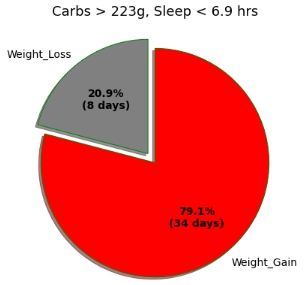 Carbs > 223g, Sleep < 6.9 hrs
Weight_Loss
20.9%
(8 days)
79.1%
(34 days)
Weight_Gain